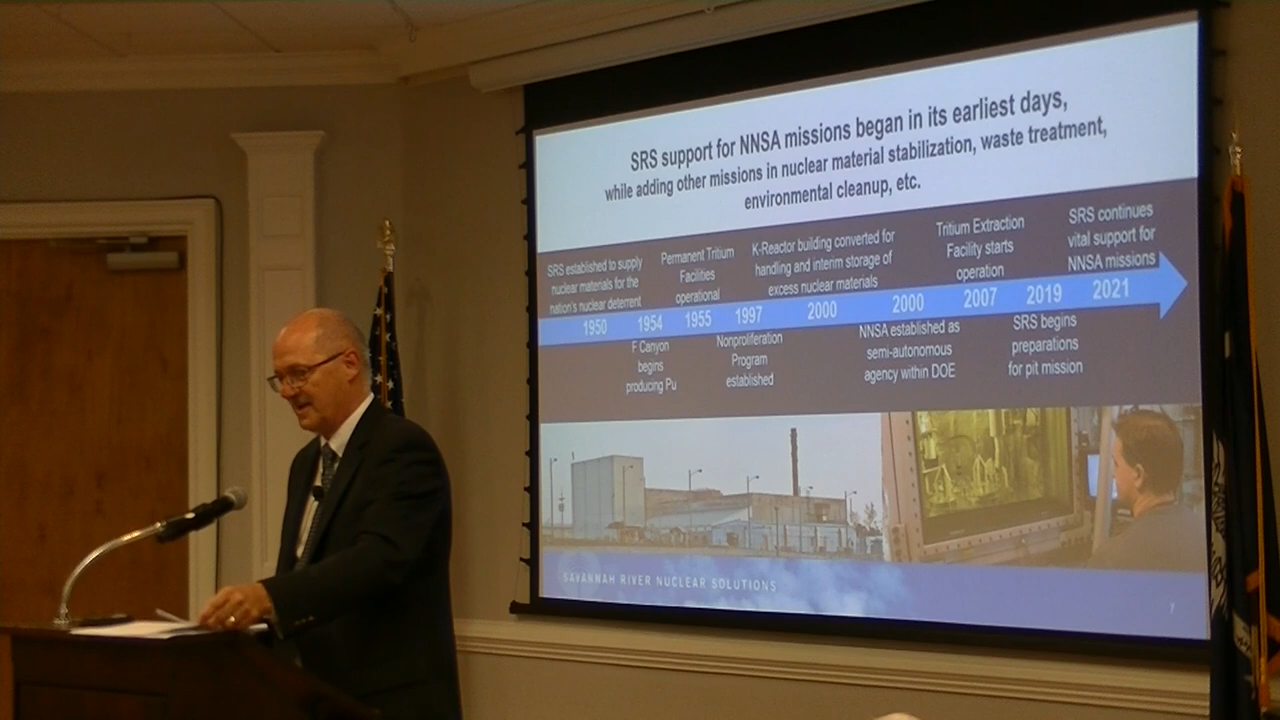 SRS support for NNSA missions began in its earliest days,
while adding other missions in nuclear material stabilization, waste treatment,
environmental cleanup, etc.
SRS established to supply
nuclear materials for the
nation's nuclear deterrent
Permanent Tritium
Facilities
operational
K-Reactor building converted for
handling and interim storage of
excess nuclear materials
Tritium Extraction
Facility starts
operation
SRS continues
vital support for
NNSA missions
1950 1954 1955 1997 2000 2000 2007 2019 2021
F Canyon
begins
producing Pu
Nonproliferation
Program
established
NNSA established as
semi-autonomous
agency within DOE
SRS begins
preparations
for pit mission
SAVANNAH RIVER NUCLEAR SOLUTIONS
7